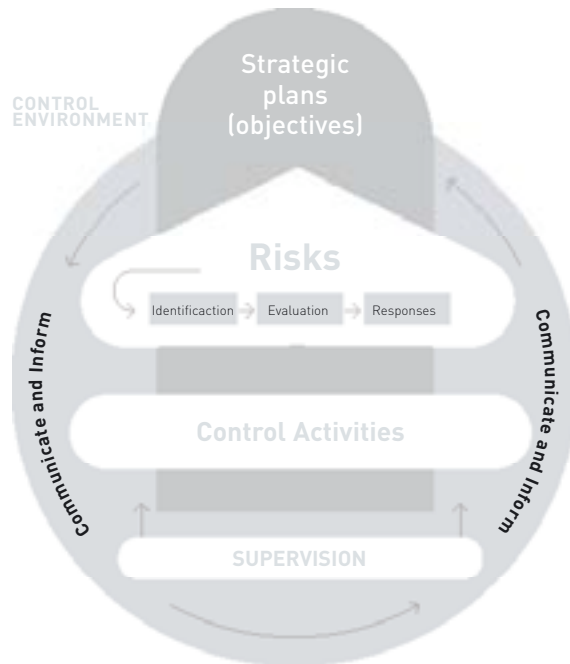 Strategic
plans
(objectives)
CONTROL
ENVIRONMENT
Risks
Identificaction
Evaluation
Responses
Communicate and Inform
Communicate and Inform
Control Activities
SUPERVISION